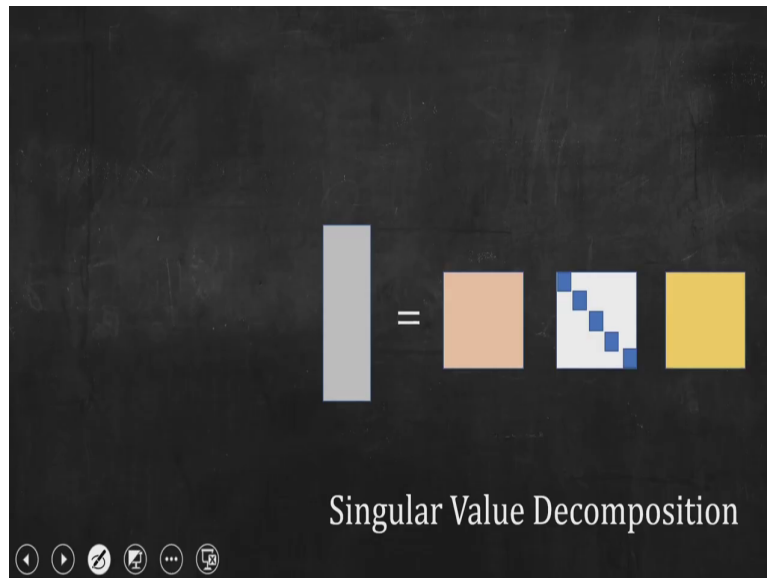 =
Singular Value Decomposition